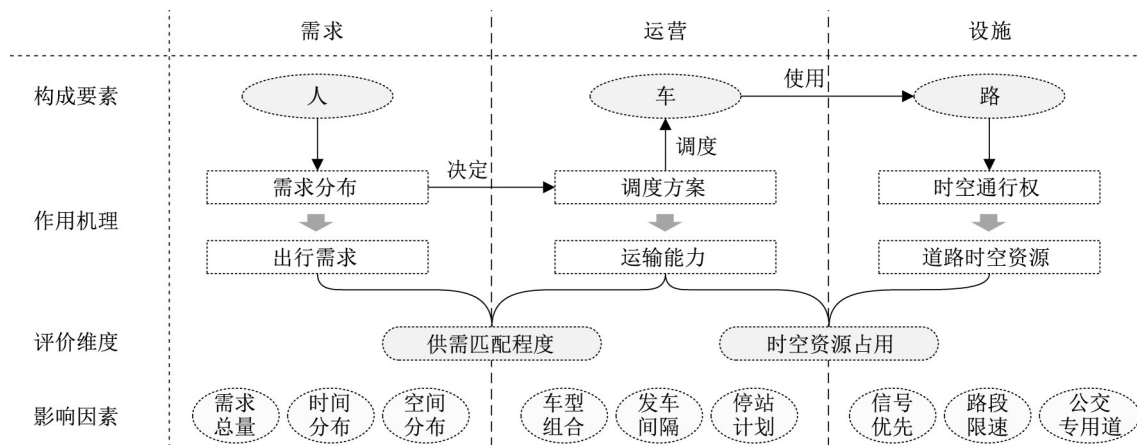 需求 运营 设施
构成要素 人 车 使用 路
调度
决定
需求分布 调度方案 时空通行权
作用机理
出行需求 运输能力 道路时空资源
评价维度 供需匹配程度 时空资源占用
影响因素
需求 时间 空间 车型 发车 停站 信号 路段 公交
总量 分布 分布 组合 间隔 计划 优先 限速 专用道